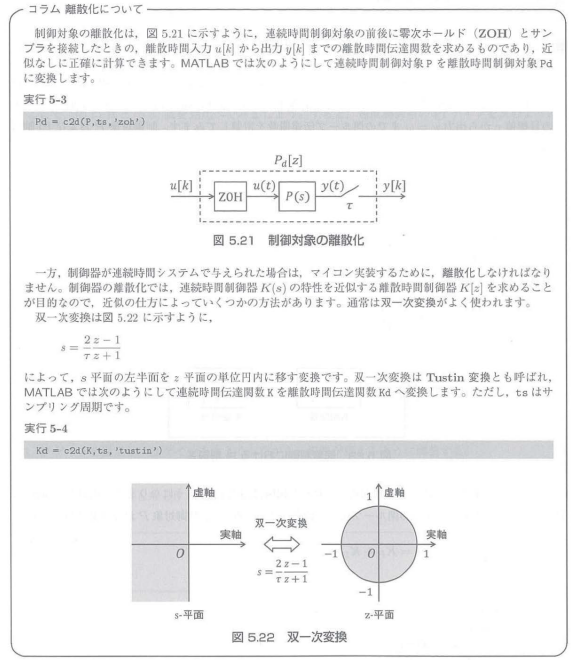 コラム 離散化について
制御対象の離散化は，図 5.21 に示すように，連続時間制御対象の前後に零次ホールド（ZOH）とサン
プラを接続したときの，離散時間入力 u[k] から出力 y[k] までの離散時間伝達関数を求めるものであり，近
似なしに正確に計算できます。MATLAB では次のようにして連続時間制御対象 P を離散時間制御対象 Pd
に変換します。
実行 5-3
Pd = c2d(P,ts,'zoh')
P_d[z]
u[k] ZOH u(t) P(s) y(t) τ y[k]
図 5.21 制御対象の離散化
一方，制御器が連続時間システムで与えられた場合は，マイコン実装するために，離散化しなければなり
ません。制御器の離散化では，連続時間制御器 K(s) の特性を近似する離散時間制御器 K[z] を求めること
が目的なので，近似の仕方によっていくつかの方法があります。通常は双一次変換がよく使われます。
双一次変換は図 5.22 に示すように，
s = 2/τ (z − 1)/(z + 1)
によって，s 平面の左半面を z 平面の単位円内に移す変換です。双一次変換は Tustin 変換とも呼ばれ，
MATLAB では次のようにして連続時間伝達関数 K を離散時間伝達関数 Kd へ変換します。ただし，ts はサ
ンプリング周期です。
実行 5-4
Kd = c2d(K,ts,'tustin')
虚軸
実軸
O
s-平面
双一次変換
s = 2/τ (z − 1)/(z + 1)
1 虚軸
実軸
−1 O 1
−1
z-平面
図 5.22 双一次変換